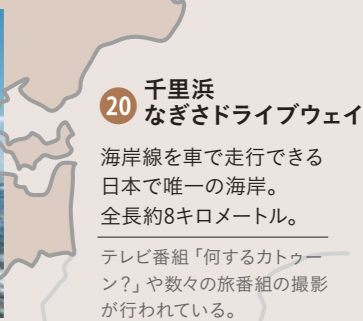 20 千里浜
なぎさドライブウェイ
海岸線を車で走行できる
日本で唯一の海岸。
全長約8キロメートル。
テレビ番組「何するカトゥー
ン？」や数々の旅番組の撮影
が行われている。